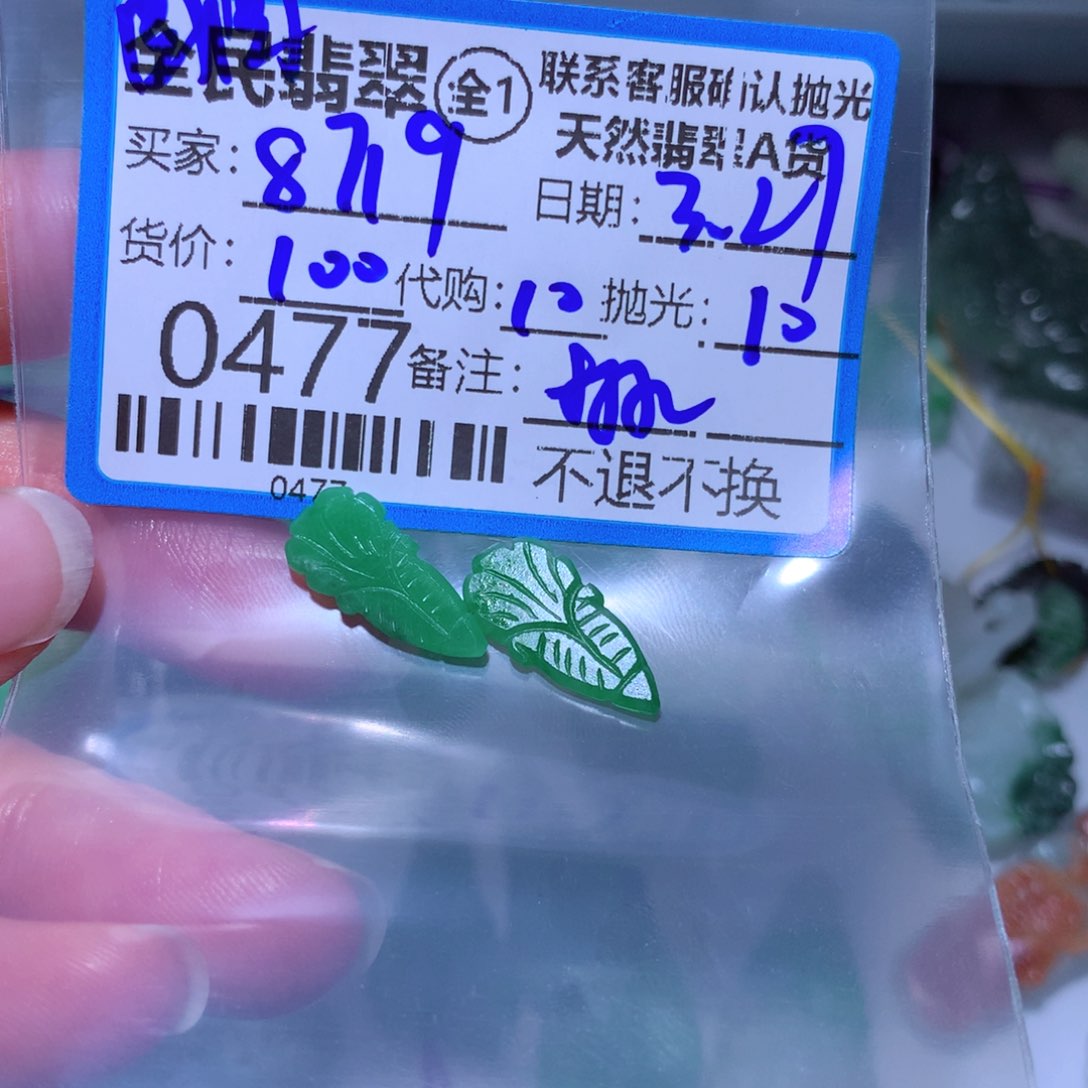 全民翡翠 全1 联系客服确认抛光
天然翡翠A货
买家: 8719 日期: 3.27
货价: 100 代购: 10 抛光: 10
0477 备注:
不退不换
0477